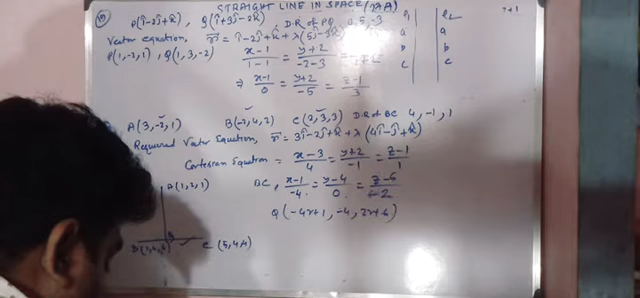 STRAIGHT LINE IN SPACE (AA)
P(î-2ĵ+k̂), Q(î+3ĵ-2k̂) D.R of PQ 0, 5, -3
Vector equation, r̄ = î-2ĵ+k̂+λ(5ĵ-3k̂)
P(1,-2,1), Q(1,3,-2) (x-1)/(1-1) = (y+2)/(-2-3) =
⇒ (x-1)/0 = (y+2)/-5 = (z-1)/3
a a
b b
c c
A(3,-2,1) B(-2,4,2) C(2,3,3) D.R of BC 4, -1, 1
Required Vector Equation, r̄ = 3î-2ĵ+k̂+λ(4î-ĵ+k̂)
Cartesian Equation = (x-3)/4 = (y+2)/-1 = (z-1)/1
BC, (x-1)/-4 = (y-4)/0 = (z-6)/-2
Q(-4r+1, -4, 2r+6)
C (5,4,4)